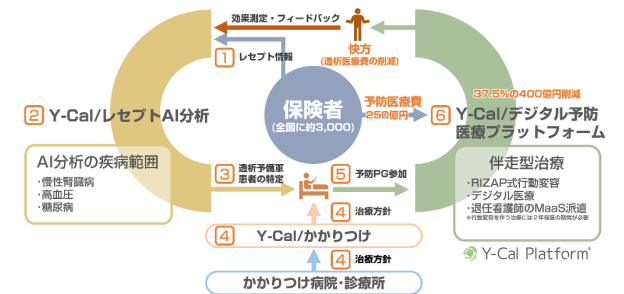 効果測定・フィードバック
快方
(透析医療費の削減)
1 レセプト情報
保険者
(全国に約3,000)
予防医療費
250億円
37.5%の400億円削減
2 Y-Cal/レセプトAI分析
6 Y-Cal/デジタル予防
医療プラットフォーム
AI分析の疾病範囲
・慢性腎臓病
・高血圧
・糖尿病
3 透析予備軍
患者の特定
5 予防PG参加
伴走型治療
・RIZAP式行動変容
・デジタル医療
・退任看護師のMaaS派遣
※行動変容を伴う治療には2年程度の期間が必要
4 治療方針
4 Y-Cal/かかりつけ
4 治療方針
かかりつけ病院・診療所
Y-Cal Platform®